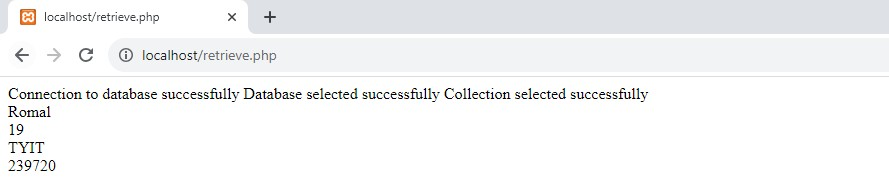 localhost/retrieve.php
localhost/retrieve.php
Connection to database successfully Database selected successfully Collection selected successfully
Romal
19
TYIT
239720